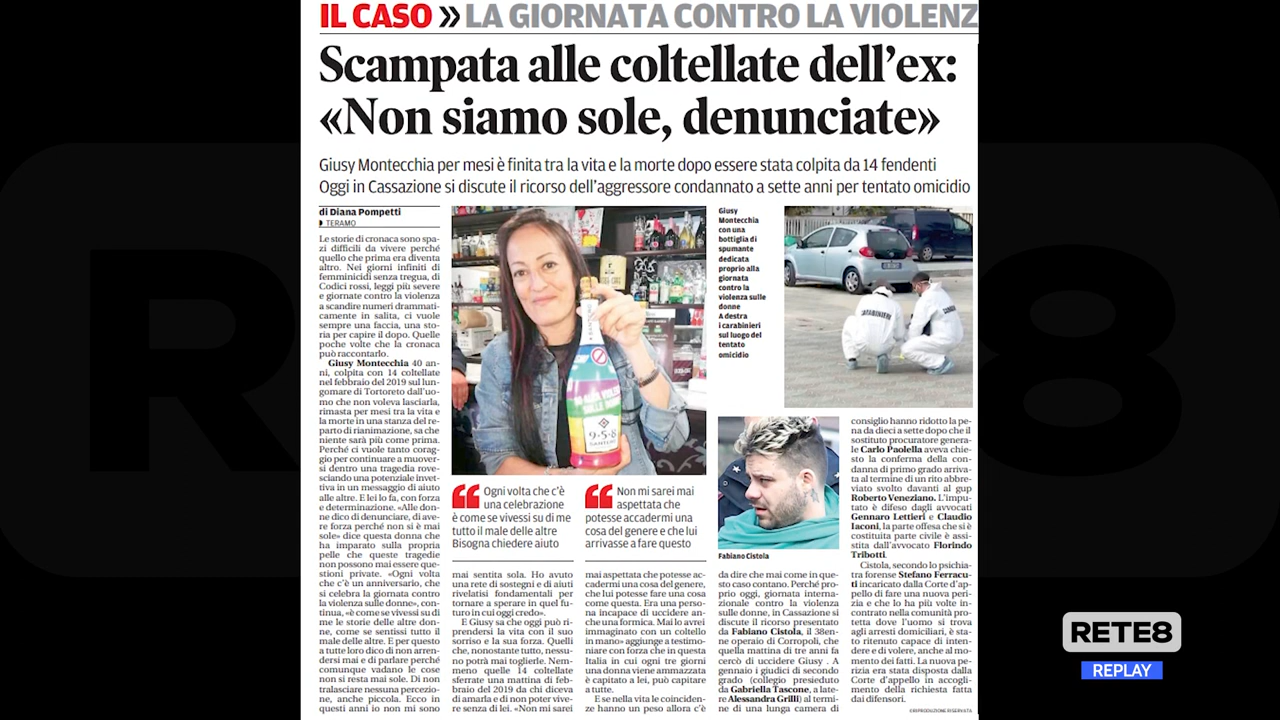 IL CASO » LA GIORNATA CONTRO LA VIOLENZ
Scampata alle coltellate dell’ex:
«Non siamo sole, denunciate»
Giusy Montecchia per mesi è finita tra la vita e la morte dopo essere stata colpita da 14 fendenti
Oggi in Cassazione si discute il ricorso dell’aggressore condannato a sette anni per tentato omicidio
di Diana Pompetti
TERAMO
Le storie di cronaca sono spa-
zi difficili da vivere perché
quello che prima era diventa
altro. Nei giorni infiniti di
femminicidi senza tregua, di
Codici rossi, leggi più severe
e giornate contro la violenza
a scandire numeri drammati-
camente in salita, ci vuole
sempre una faccia, una sto-
ria per capire il dopo. Quelle
poche volte che la cronaca
può raccontarlo.
Giusy Montecchia 40 an-
ni, colpita con 14 coltellate
nel febbraio del 2019 sul lun-
gomare di Tortoreto dall’uo-
mo che non voleva lasciarla,
rimasta per mesi tra la vita e
la morte in una stanza del re-
parto di rianimazione, sa che
niente sarà più come prima.
Perché ci vuole tanto corag-
gio per continuare a muover-
si dentro una tragedia rove-
sciando una potenziale invet-
tiva in un messaggio di aiuto
alle altre. E lei lo fa, con forza
e determinazione. «Alle don-
ne dico di denunciare, di ave-
re forza perché non si è mai
sole» dice questa donna che
ha imparato sulla propria
pelle che queste tragedie
non possono mai essere que-
stioni private. «Ogni volta
che c’è un anniversario, che
si celebra la giornata contro
la violenza sulle donne», con-
tinua, «è come se vivessi su di
me le storie delle altre don-
ne, come se sentissi tutto il
male delle altre. E per questo
a tutte loro dico di non arren-
dersi mai e di parlare perché
comunque vadano le cose
non si resta mai sole. Di non
tralasciare nessuna percezio-
ne, anche piccola. Ecco in
questi anni io non mi sono
9·5·8
Giusy
Montecchia
con una
bottiglia di
spumante
dedicata
proprio alla
giornata
contro la
violenza sulle
donne
A destra
i carabinieri
sul luogo del
tentato
omicidio
CARABINIERI
Ogni volta che c’è
una celebrazione
è come se vivessi su di me
tutto il male delle altre
Bisogna chiedere aiuto
Non mi sarei mai
aspettata che
potesse accadermi una
cosa del genere e che lui
arrivasse a fare questo
Fabiano Cistola
mai sentita sola. Ho avuto
una rete di sostegni e di aiuti
rivelatisi fondamentali per
tornare a sperare in quel fu-
turo in cui oggi credo».
E Giusy sa che oggi può ri-
prendersi la vita con il suo
sorriso e la sua forza. Quelli
che, nonostante tutto, nessu-
no potrà mai toglierle. Nem-
meno quelle 14 coltellate
sferrate una mattina di feb-
braio del 2019 da chi diceva
di amarla e di non poter vive-
re senza di lei. «Non mi sarei
mai aspettata che potesse ac-
cadermi una cosa del genere,
che lui potesse fare una cosa
come questa. Era una perso-
na incapace di uccidere an-
che una formica. Mai lo avrei
immaginato con un coltello
in mano» aggiunge a testimo-
niare con forza che in questa
Italia in cui ogni tre giorni
una donna viene ammazzata
è capitato a lei, può capitare
a tutte.
E se nella vita le coinciden-
ze hanno un peso allora c’è
da dire che mai come in que-
sto caso contano. Perché pro-
prio oggi, giornata interna-
zionale contro la violenza
sulle donne, in Cassazione si
discute il ricorso presentato
da Fabiano Cistola, il 38en-
ne operaio di Corropoli, che
quella mattina di tre anni fa
cercò di uccidere Giusy . A
gennaio i giudici di secondo
grado (collegio presieduto
da Gabriella Tascone, a late-
re Alessandra Grilli) al termi-
ne di una lunga camera di
consiglio hanno ridotto la pe-
na da dieci a sette dopo che il
sostituto procuratore genera-
le Carlo Paolella aveva chie-
sto la conferma della con-
danna di primo grado arriva-
ta al termine di un rito abbre-
viato svolto davanti al gup
Roberto Veneziano. L’impu-
tato è difeso dagli avvocati
Gennaro Lettieri e Claudio
Iaconi, la parte offesa che si è
costituita parte civile è assi-
stita dall’avvocato Florindo
Tribotti.
Cistola, secondo lo psichia-
tra forense Stefano Ferracu-
ti incaricato dalla Corte d’ap-
pello di fare una nuova peri-
zia e che lo ha più volte in-
contrato nella comunità pro-
tetta dove l’uomo si trova
agli arresti domiciliari, è sta-
to ritenuto capace di inten-
dere e di volere, anche al mo-
mento dei fatti. La nuova pe-
rizia era stata disposta dalla
Corte d’appello in accogli-
mento della richiesta fatta
dai difensori.
©RIPRODUZIONE RISERVATA
RETE8
REPLAY